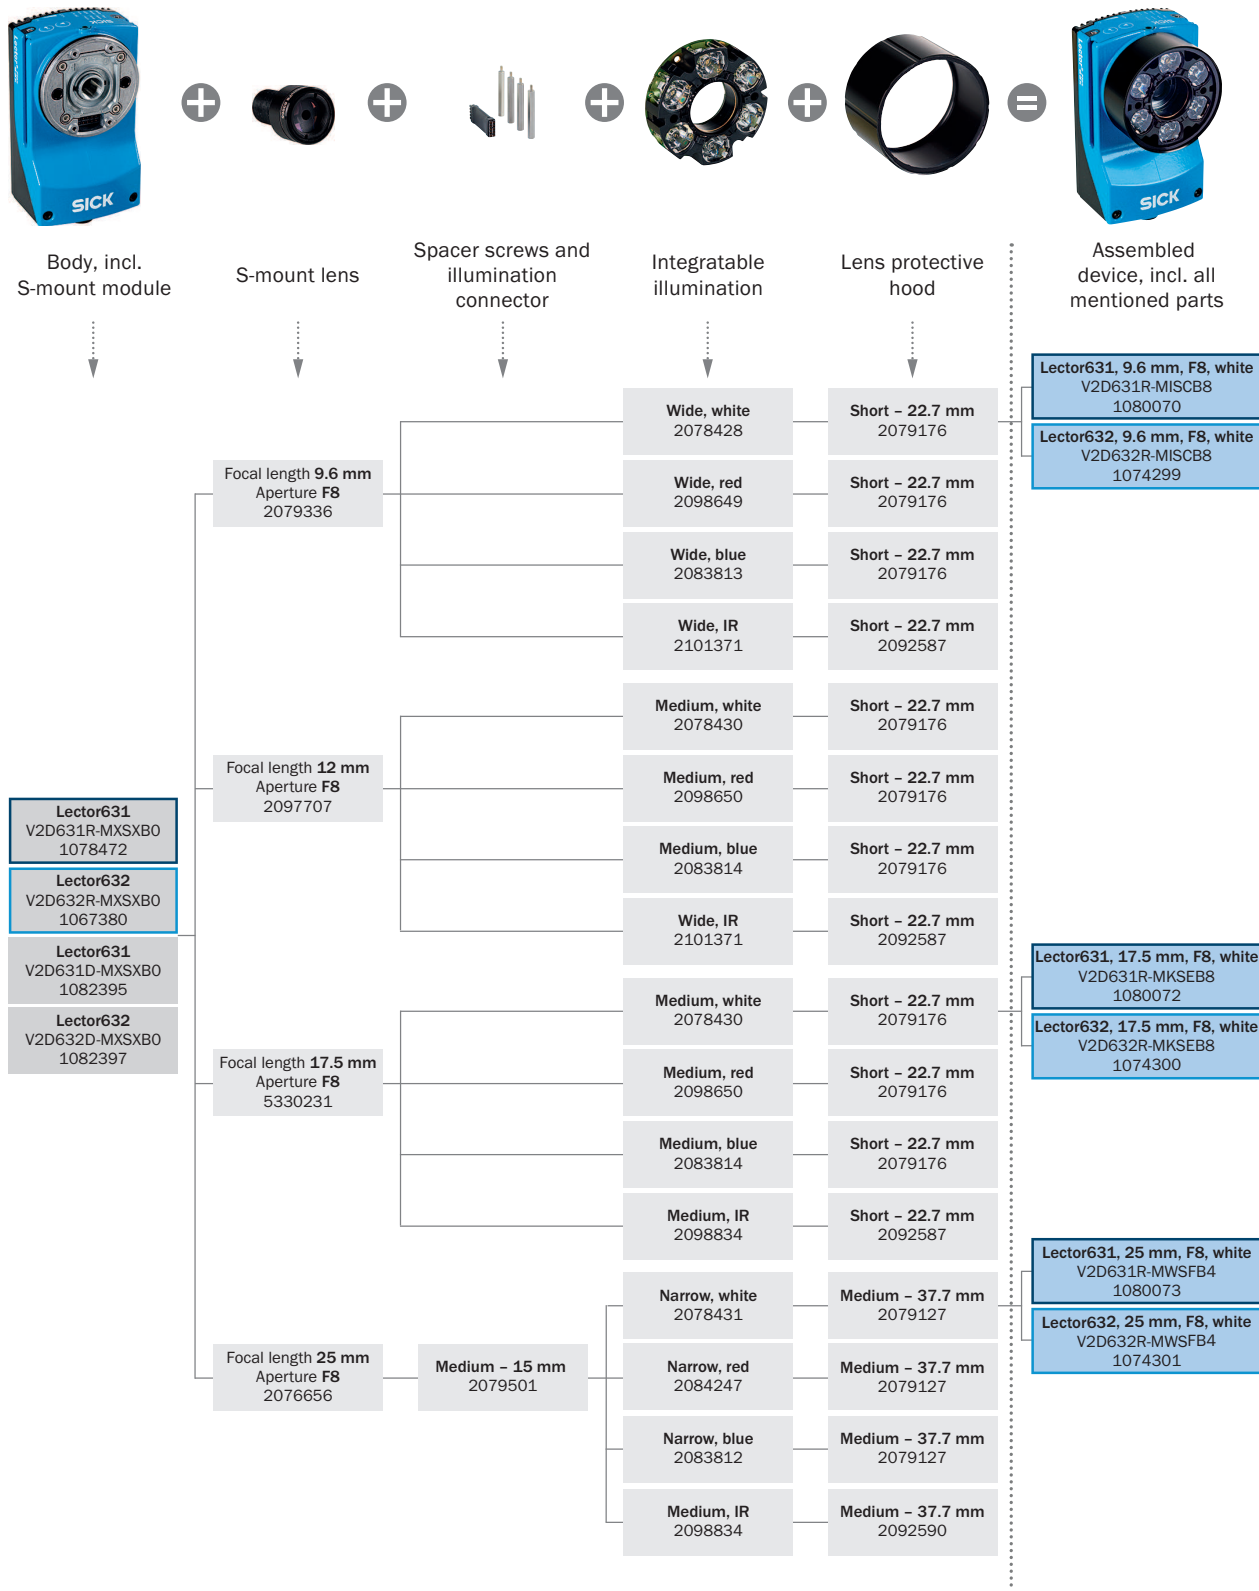 SICK
SICK
SICK
Body, incl.
S-mount module
S-mount lens
Spacer screws and
illumination
connector
Integratable
illumination
Lens protective
hood
Assembled
device, incl. all
mentioned parts
Lector631
V2D631R-MXSXB0
1078472
Lector632
V2D632R-MXSXB0
1067380
Lector631
V2D631D-MXSXB0
1082395
Lector632
V2D632D-MXSXB0
1082397
Focal length 9.6 mm
Aperture F8
2079336
Wide, white
2078428
Short – 22.7 mm
2079176
Wide, red
2098649
Short – 22.7 mm
2079176
Wide, blue
2083813
Short – 22.7 mm
2079176
Wide, IR
2101371
Short – 22.7 mm
2092587
Lector631, 9.6 mm, F8, white
V2D631R-MISCB8
1080070
Lector632, 9.6 mm, F8, white
V2D632R-MISCB8
1074299
Focal length 12 mm
Aperture F8
2097707
Medium, white
2078430
Short – 22.7 mm
2079176
Medium, red
2098650
Short – 22.7 mm
2079176
Medium, blue
2083814
Short – 22.7 mm
2079176
Wide, IR
2101371
Short – 22.7 mm
2092587
Focal length 17.5 mm
Aperture F8
5330231
Medium, white
2078430
Short – 22.7 mm
2079176
Medium, red
2098650
Short – 22.7 mm
2079176
Medium, blue
2083814
Short – 22.7 mm
2079176
Medium, IR
2098834
Short – 22.7 mm
2092587
Lector631, 17.5 mm, F8, white
V2D631R-MKSEB8
1080072
Lector632, 17.5 mm, F8, white
V2D632R-MKSEB8
1074300
Focal length 25 mm
Aperture F8
2076656
Medium – 15 mm
2079501
Narrow, white
2078431
Medium – 37.7 mm
2079127
Narrow, red
2084247
Medium – 37.7 mm
2079127
Narrow, blue
2083812
Medium – 37.7 mm
2079127
Medium, IR
2098834
Medium – 37.7 mm
2092590
Lector631, 25 mm, F8, white
V2D631R-MWSFB4
1080073
Lector632, 25 mm, F8, white
V2D632R-MWSFB4
1074301